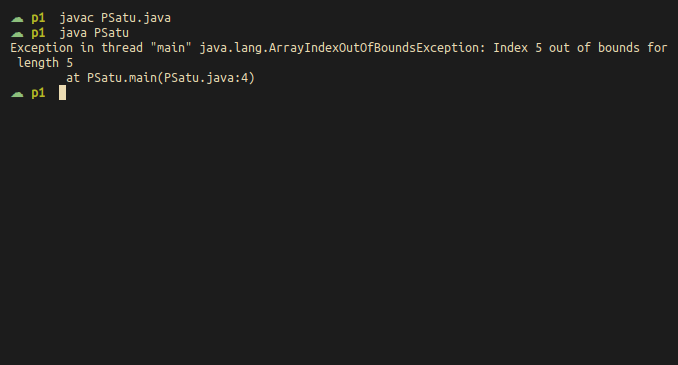 ☁ p1 javac PSatu.java
☁ p1 java PSatu
Exception in thread "main" java.lang.ArrayIndexOutOfBoundsException: Index 5 out of bounds for
length 5
at PSatu.main(PSatu.java:4)
☁ p1